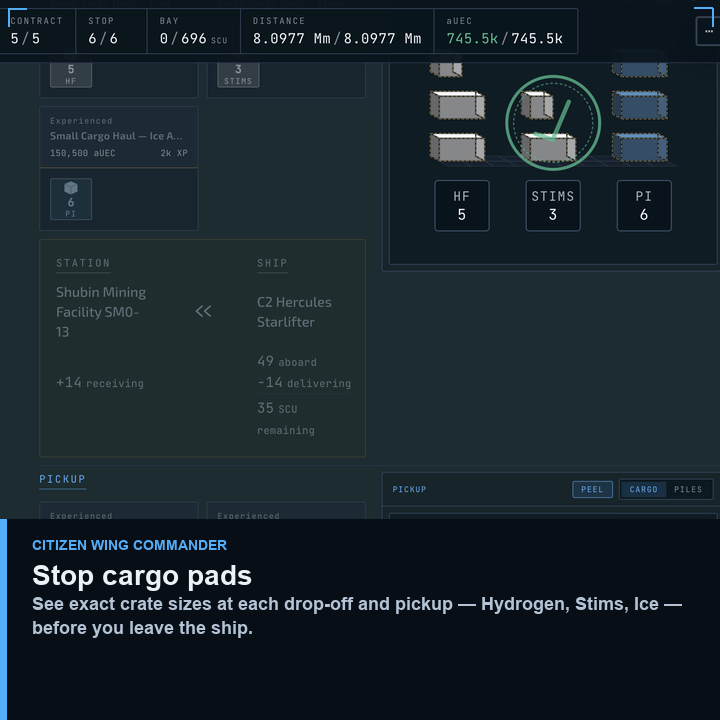 CONTRACT STOP BAY DISTANCE aUEC
5/5 6/6 0/696 SCU 8.0977 Mm/8.0977 Mm 745.5k/745.5k
5 3
HF STIMS
Experienced
Small Cargo Haul — Ice A...
150,500 aUEC 2k XP
6
PI
HF STIMS PI
5 3 6
STATION SHIP
Shubin Mining
Facility SM0-
13
<<
C2 Hercules
Starlifter
49 aboard
+14 receiving -14 delivering
35 SCU
remaining
PICKUP
PICKUP PEEL CARGO PILES
Experienced Experienced
CITIZEN WING COMMANDER
Stop cargo pads
See exact crate sizes at each drop-off and pickup — Hydrogen, Stims, Ice —
before you leave the ship.